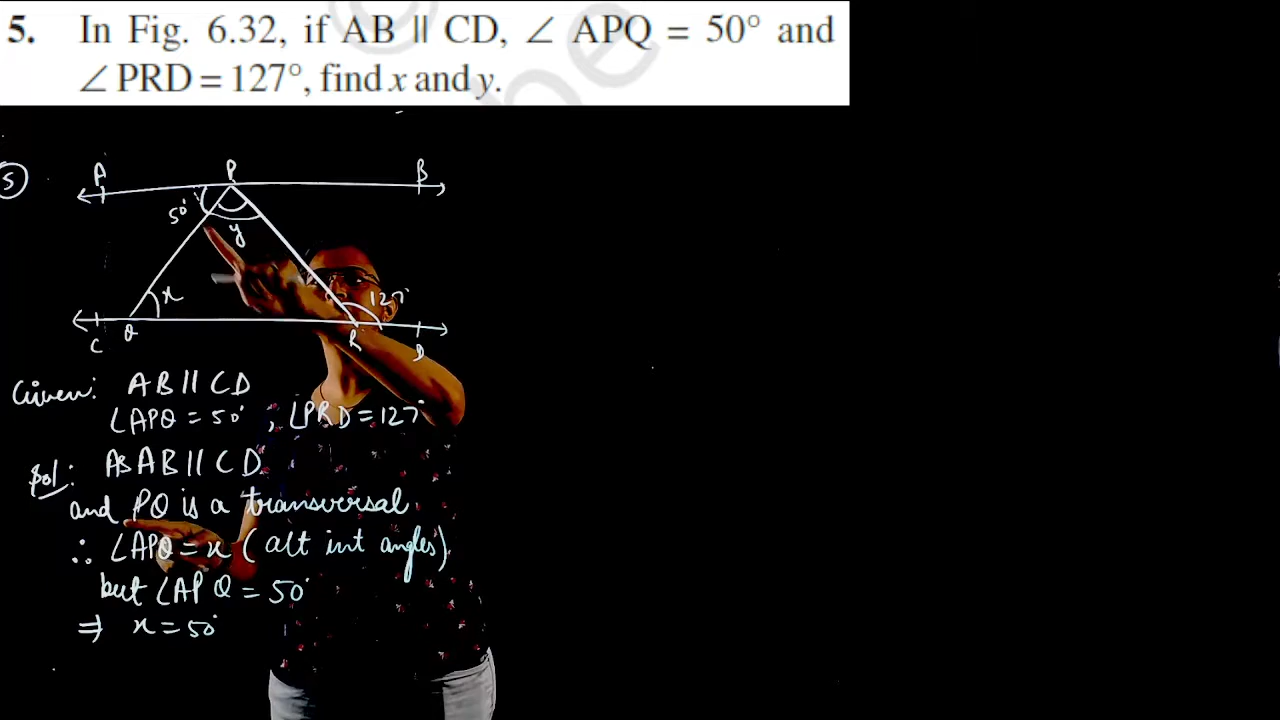 5. In Fig. 6.32, if AB || CD, ∠ APQ = 50° and
∠ PRD = 127°, find x and y.
5
A P B
50°
y
x
127°
C Q R D
Given: AB || CD
∠APQ = 50° ; ∠PRD = 127°
Sol: As AB || CD
and PQ is a transversal
∴ ∠APQ = x (alt int angles).
but ∠APQ = 50°
⇒ x = 50°